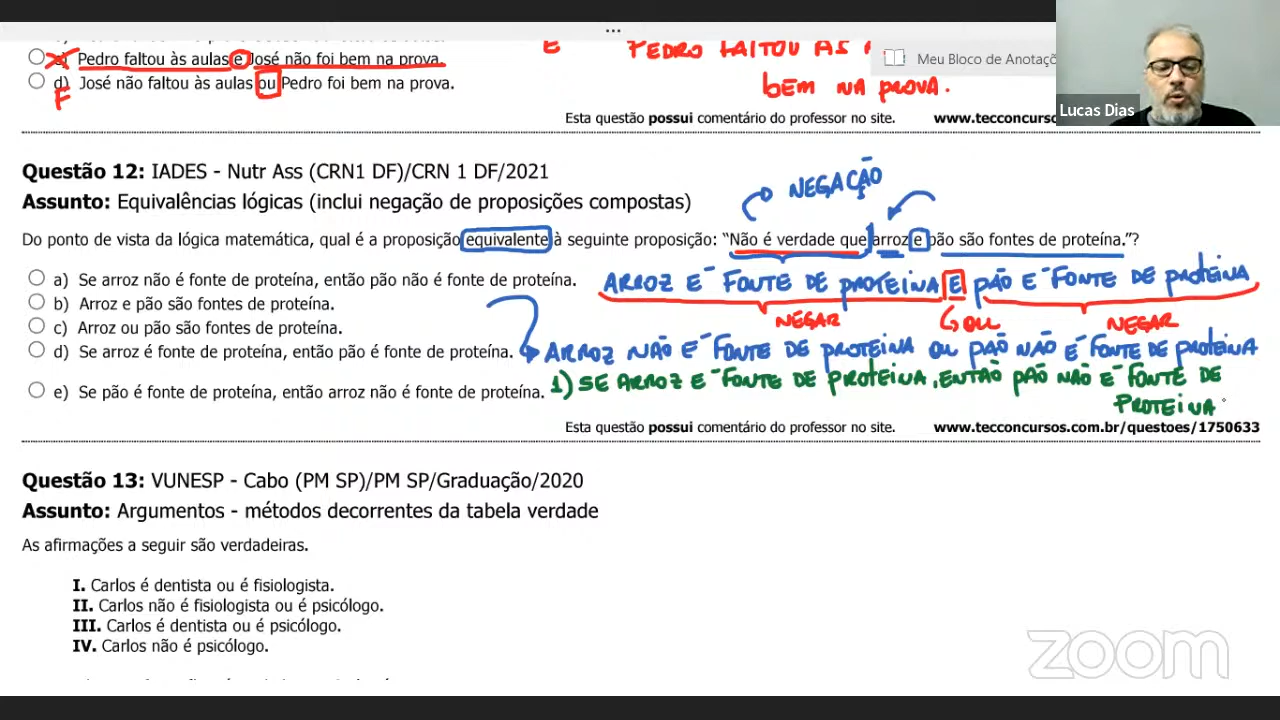 Pedro faltou às aulas e José não foi bem na prova.
E PEDRO FALTOU ÀS
d) José não faltou às aulas ou Pedro foi bem na prova.
F
BEM NA PROVA.
Meu Bloco de Anotaçõ
Lucas Dias
Esta questão possui comentário do professor no site. www.tecconcurso
Questão 12: IADES - Nutr Ass (CRN1 DF)/CRN 1 DF/2021
NEGAÇÃO
Assunto: Equivalências lógicas (inclui negação de proposições compostas)
Do ponto de vista da lógica matemática, qual é a proposição equivalente à seguinte proposição: “Não é verdade que arroz e pão são fontes de proteína.”?
a) Se arroz não é fonte de proteína, então pão não é fonte de proteína.
ARROZ É FONTE DE PROTEÍNA E PÃO É FONTE DE PROTEÍNA
b) Arroz e pão são fontes de proteína.
NEGAR OU NEGAR
c) Arroz ou pão são fontes de proteína.
d) Se arroz é fonte de proteína, então pão é fonte de proteína.
ARROZ NÃO É FONTE DE PROTEÍNA OU PÃO NÃO É FONTE DE PROTEÍNA
1) SE ARROZ É FONTE DE PROTEÍNA, ENTÃO PÃO NÃO É FONTE DE
PROTEÍNA
e) Se pão é fonte de proteína, então arroz não é fonte de proteína.
Esta questão possui comentário do professor no site. www.tecconcursos.com.br/questoes/1750633
Questão 13: VUNESP - Cabo (PM SP)/PM SP/Graduação/2020
Assunto: Argumentos - métodos decorrentes da tabela verdade
As afirmações a seguir são verdadeiras.
I. Carlos é dentista ou é fisiologista.
II. Carlos não é fisiologista ou é psicólogo.
III. Carlos é dentista ou é psicólogo.
IV. Carlos não é psicólogo.
zoom